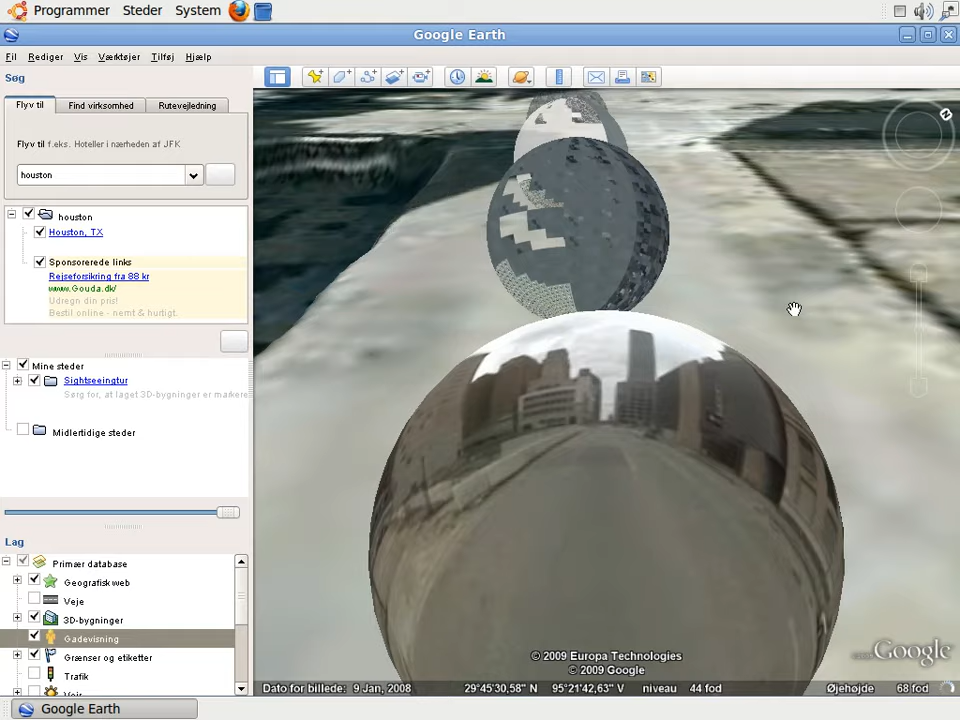 Programmer Steder System
Google Earth
Fil Rediger Vis Værktøjer Tilføj Hjælp
Søg
Flyv til Find virksomhed Rutevejledning
Flyv til f.eks. Hoteller i nærheden af JFK
houston
houston
Houston, TX
Sponsorerede links
Rejseforsikring fra 88 kr
www.Gouda.dk/
Udregn din pris!
Bestil online - nemt & hurtigt.
Mine steder
Sightseeingtur
Sørg for, at laget 3D-bygninger er markere
Midlertidige steder
Lag
Primær database
Geografisk web
Veje
3D-bygninger
Gadevisning
Grænser og etiketter
Trafik
Vejr
© 2009 Europa Technologies
© 2009 Google
Google
Dato for billede: 9 Jan, 2008 29°45'30,58" N 95°21'42,63" V niveau 44 fod Øjehøjde 68 fod
Google Earth